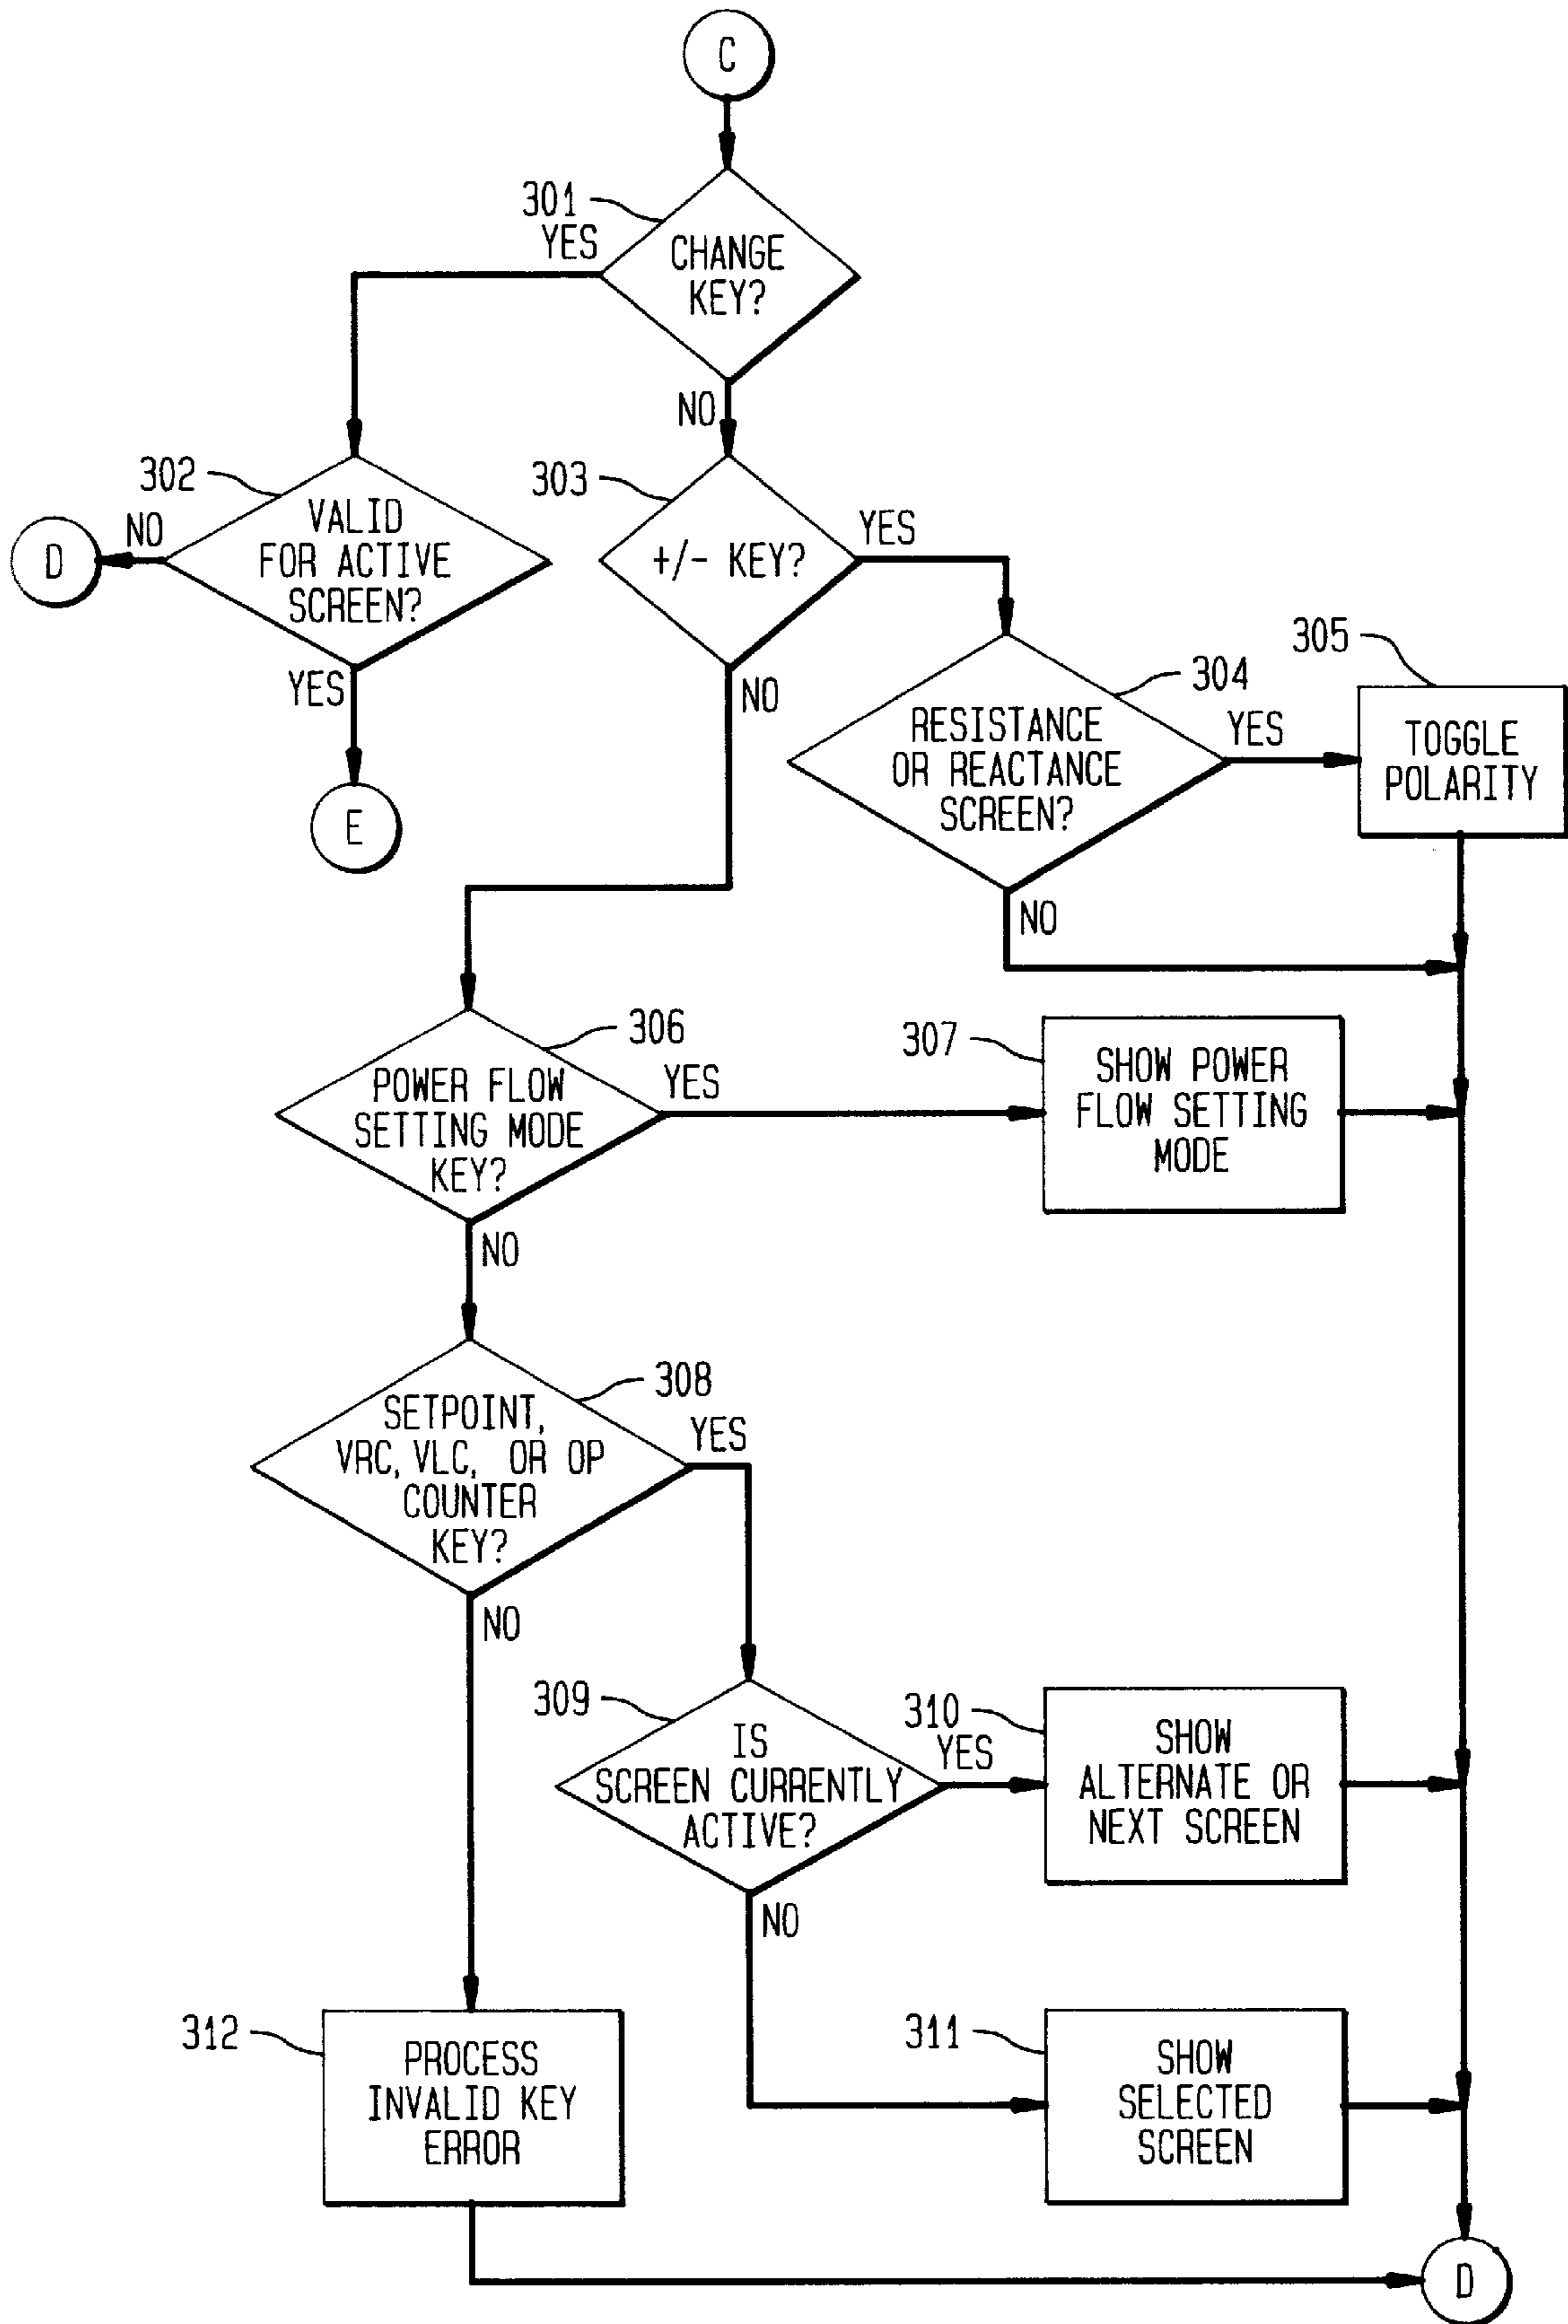 C
301
YES
CHANGE
KEY?
NO
302
NO
VALID
FOR ACTIVE
SCREEN?
D
YES
E
303
+/- KEY?
YES
NO
304
RESISTANCE
OR REACTANCE
SCREEN?
YES
NO
305
TOGGLE
POLARITY
306
POWER FLOW
SETTING MODE
KEY?
YES
NO
307
SHOW POWER
FLOW SETTING
MODE
308
SETPOINT,
VRC, VLC, OR OP
COUNTER
KEY?
YES
NO
309
IS
SCREEN CURRENTLY
ACTIVE?
YES
NO
310
SHOW
ALTERNATE OR
NEXT SCREEN
311
SHOW
SELECTED
SCREEN
312
PROCESS
INVALID KEY
ERROR
D